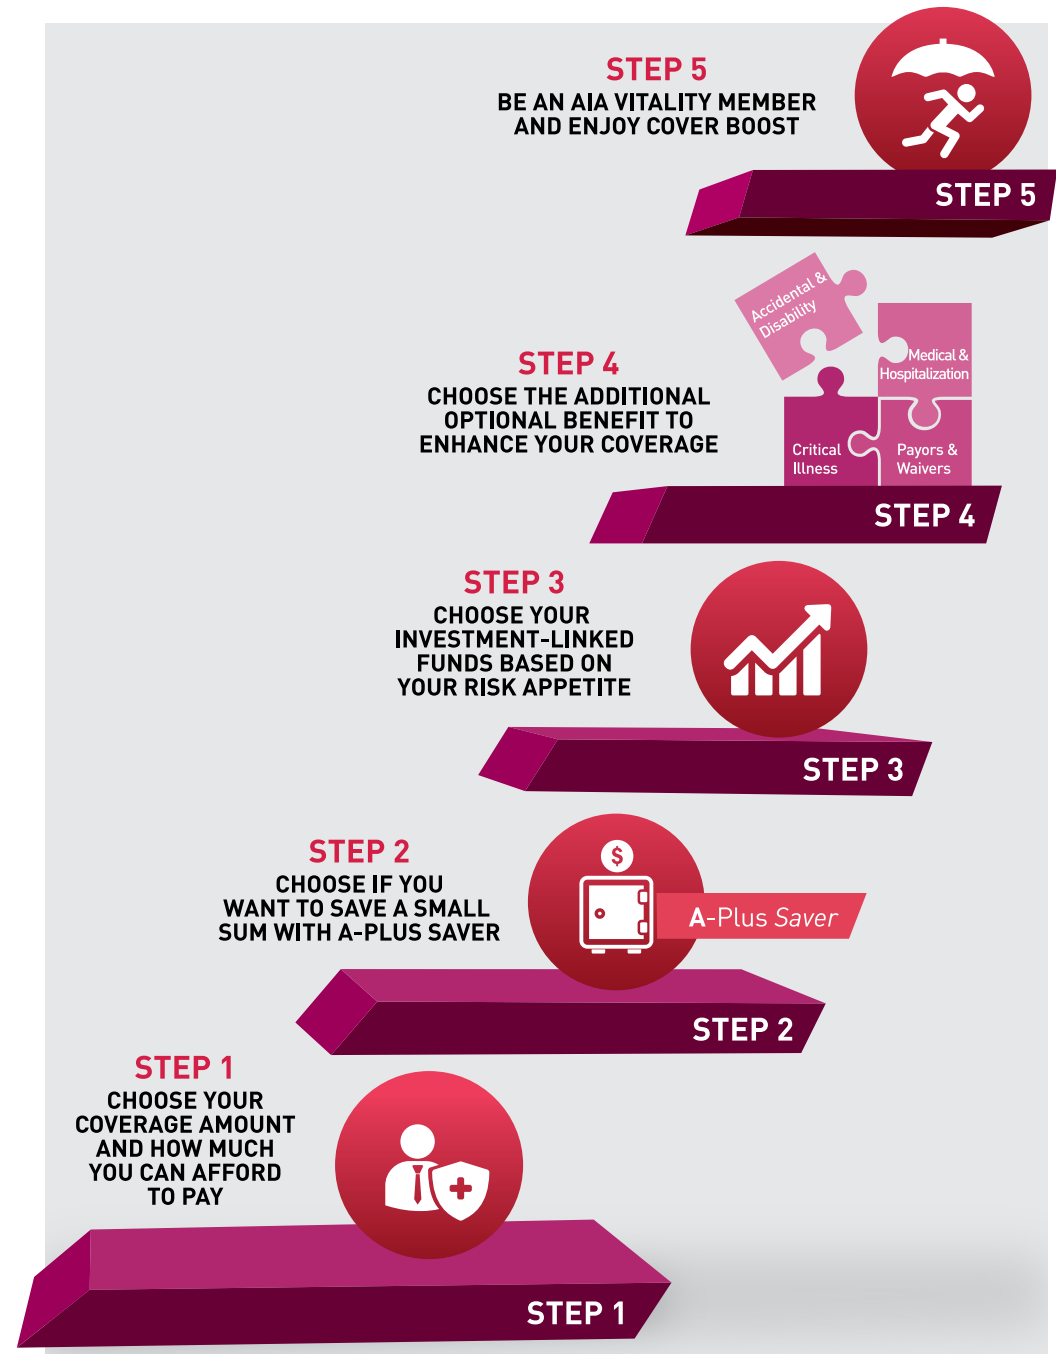 STEP 5
BE AN AIA VITALITY MEMBER
AND ENJOY COVER BOOST
STEP 5
Accidental &
Disability
Medical &
Hospitalization
STEP 4
CHOOSE THE ADDITIONAL
OPTIONAL BENEFIT TO
ENHANCE YOUR COVERAGE
Critical
Illness
Payors &
Waivers
STEP 4
STEP 3
CHOOSE YOUR
INVESTMENT-LINKED
FUNDS BASED ON
YOUR RISK APPETITE
STEP 3
STEP 2
CHOOSE IF YOU
WANT TO SAVE A SMALL
SUM WITH A-PLUS SAVER
$
A-Plus Saver
STEP 2
STEP 1
CHOOSE YOUR
COVERAGE AMOUNT
AND HOW MUCH
YOU CAN AFFORD
TO PAY
STEP 1